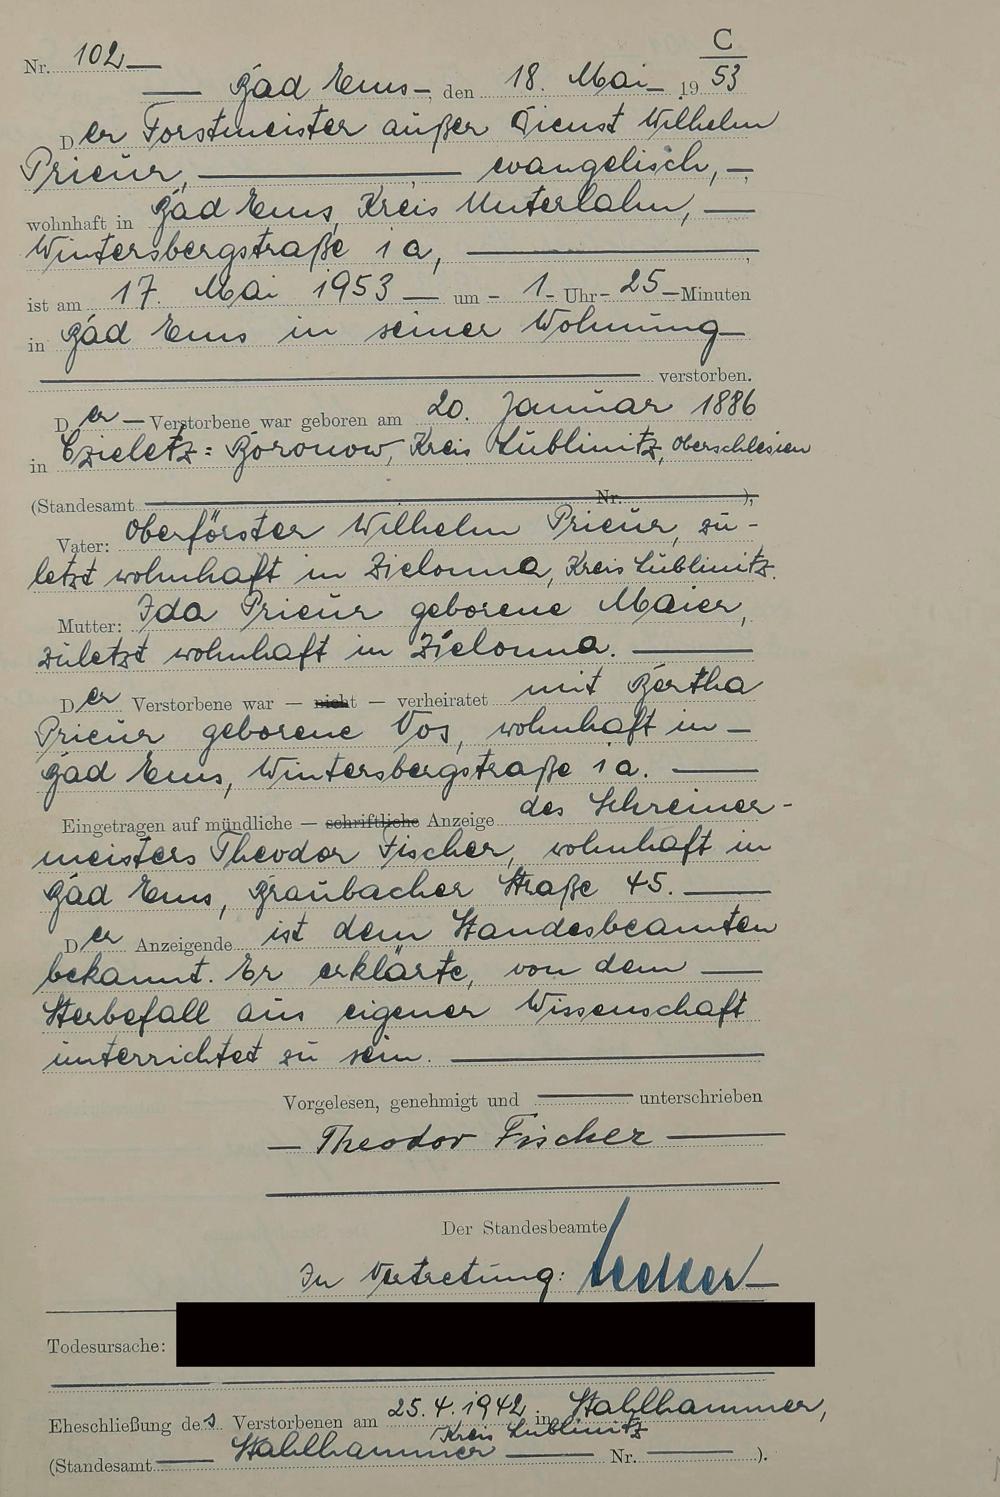 C
Nr. 102
Bad Ems, den 18. Mai 1953
Der Forstmeister außer Dienst Wilhelm
Prieur, evangelisch,
wohnhaft in Bad Ems, Kreis Unterlahn,
Wintersbergstraße 1a,
ist am 17. Mai 1953 um 1 Uhr 25 Minuten
in Bad Ems in seiner Wohnung
verstorben.
Der Verstorbene war geboren am 20. Januar 1886
in Czieletz=Boronow, Kreis Lublinitz, Oberschlesien
(Standesamt Nr. ),
Vater: Oberförster Wilhelm Prieur, zu-
letzt wohnhaft in Zielonna, Kreis Lublinitz.
Mutter: Ida Prieur geborene Maier,
zuletzt wohnhaft in Zielonna.
Der Verstorbene war — nicht — verheiratet mit Bertha
Prieur geborene Vos, wohnhaft in
Bad Ems, Wintersbergstraße 1a.
Eingetragen auf mündliche — schriftliche Anzeige des Schreiner-
meisters Theodor Fischer, wohnhaft in
Bad Ems, Braubacher Straße 45.
Der Anzeigende ist dem Standesbeamten
bekannt. Er erklärte, von dem
Sterbefall aus eigener Wissenschaft
unterrichtet zu sein.
Vorgelesen, genehmigt und unterschrieben
Theodor Fischer
Der Standesbeamte
In Vertretung:
Todesursache:
Eheschließung des Verstorbenen am 25.4.1942 in Stahlhammer,
Kreis Lublinitz
(Standesamt Stahlhammer Nr. ).